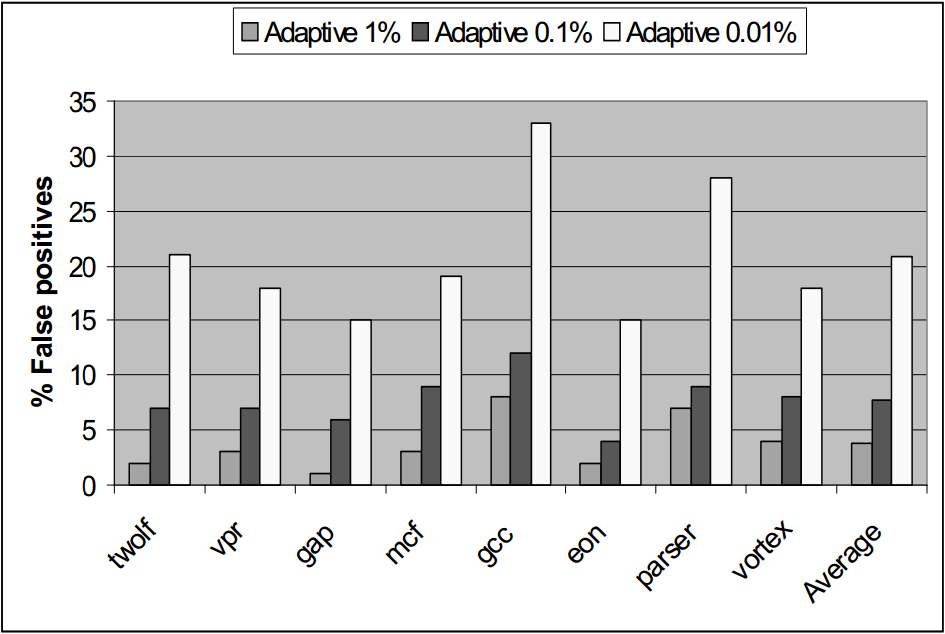 Adaptive 1% Adaptive 0.1% Adaptive 0.01%
% False positives
35
30
25
20
15
10
5
0
twolf vpr gap mcf gcc eon parser vortex Average